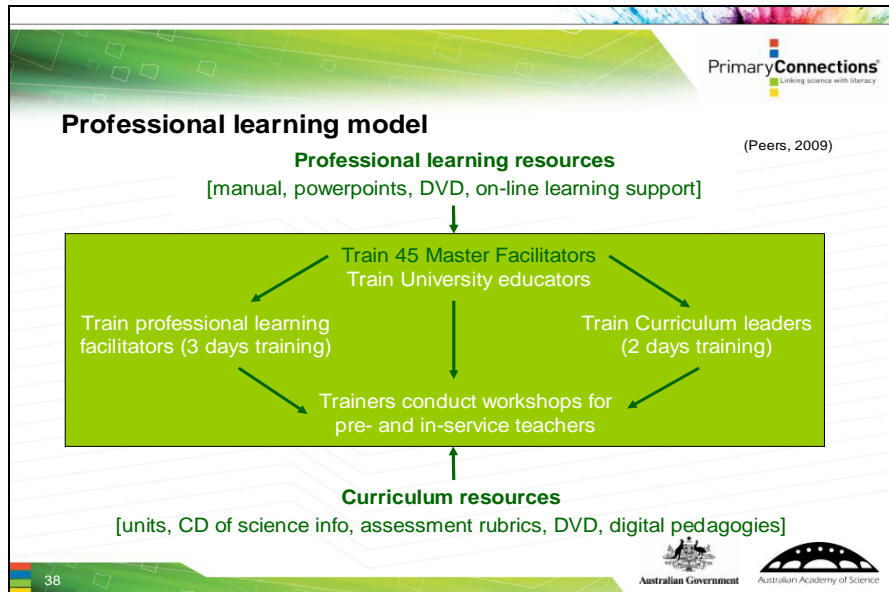 PrimaryConnections®
Linking science with literacy
Professional learning model
(Peers, 2009)
Professional learning resources
[manual, powerpoints, DVD, on-line learning support]
Train 45 Master Facilitators
Train University educators
Train professional learning
facilitators (3 days training)
Train Curriculum leaders
(2 days training)
Trainers conduct workshops for
pre- and in-service teachers
Curriculum resources
[units, CD of science info, assessment rubrics, DVD, digital pedagogies]
38
Australian Government
Australian Academy of Science